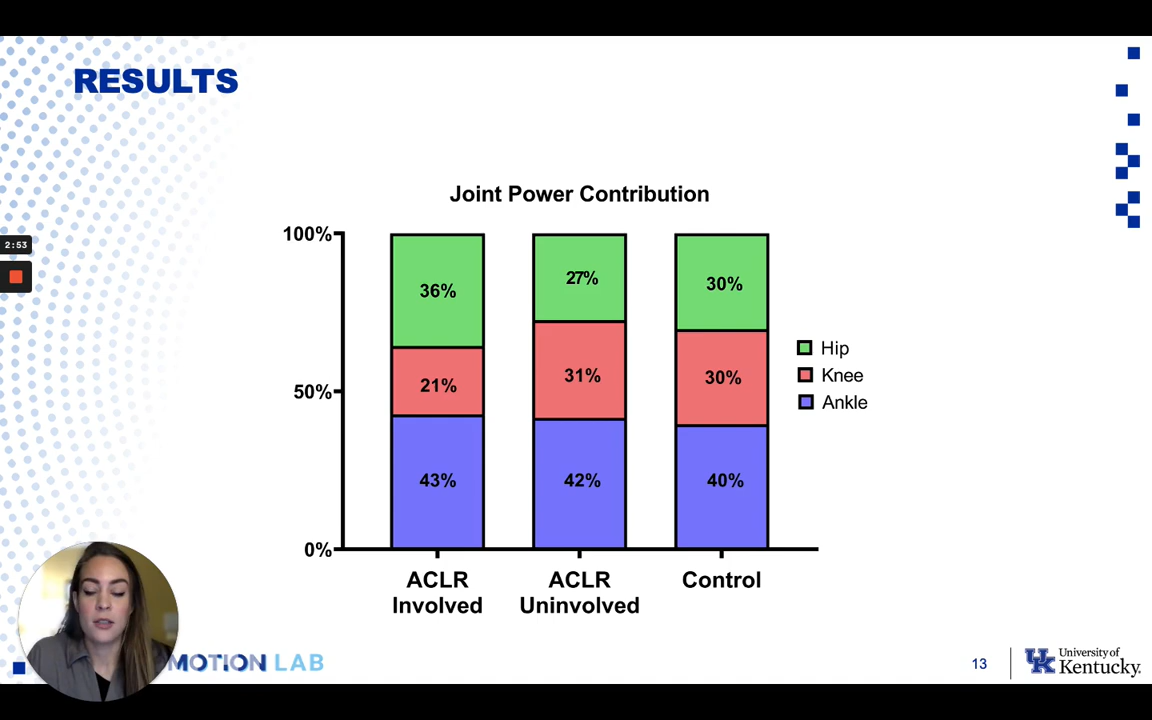 RESULTS
Joint Power Contribution
100%
36%
27%
30%
2:53
Hip
50%
21%
31%
30%
Knee
Ankle
43%
42%
40%
0%
ACLR
Involved
ACLR
Uninvolved
Control
MOTION LAB
13
UK
University of
Kentucky.